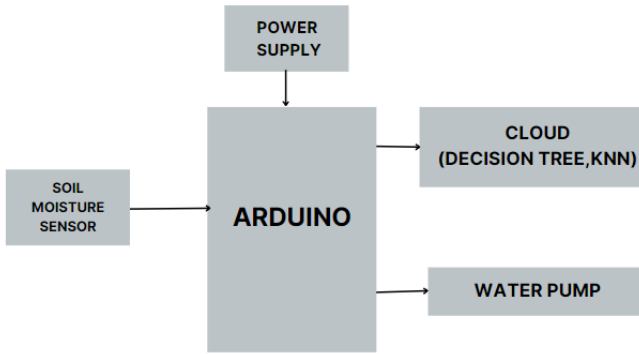 POWER
SUPPLY
CLOUD
(DECISION TREE,KNN)
SOIL
MOISTURE
SENSOR
ARDUINO
WATER PUMP